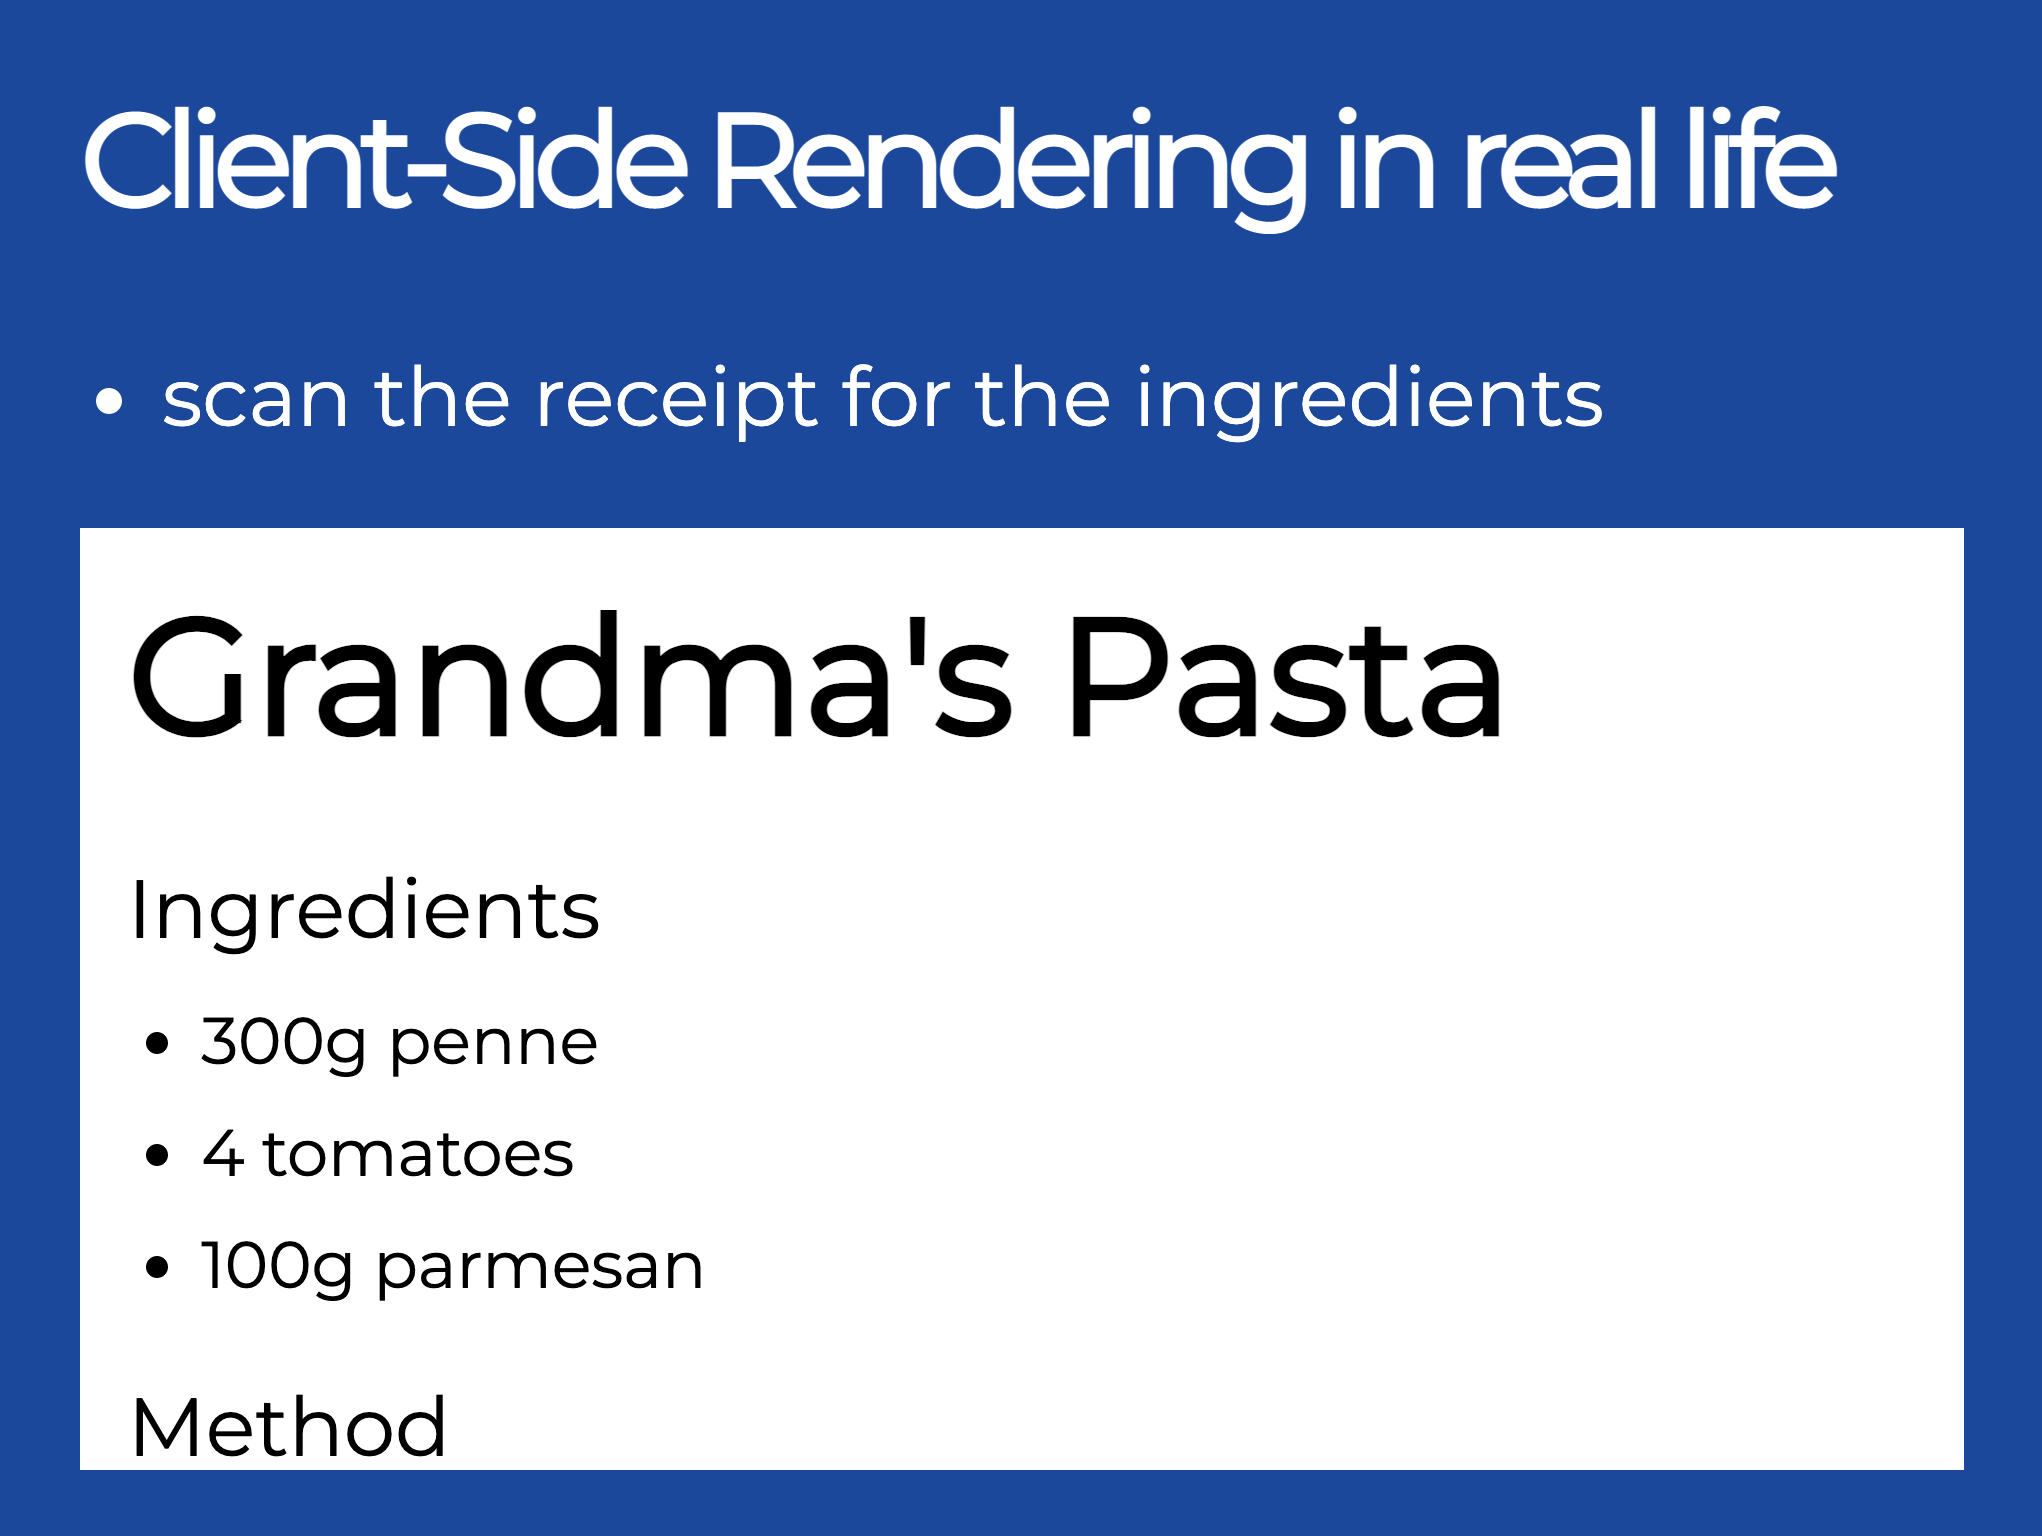 Client-Side Rendering in real life
scan the receipt for the ingredients
Grandma's Pasta
Ingredients
300g penne
4 tomatoes
100g parmesan
Method